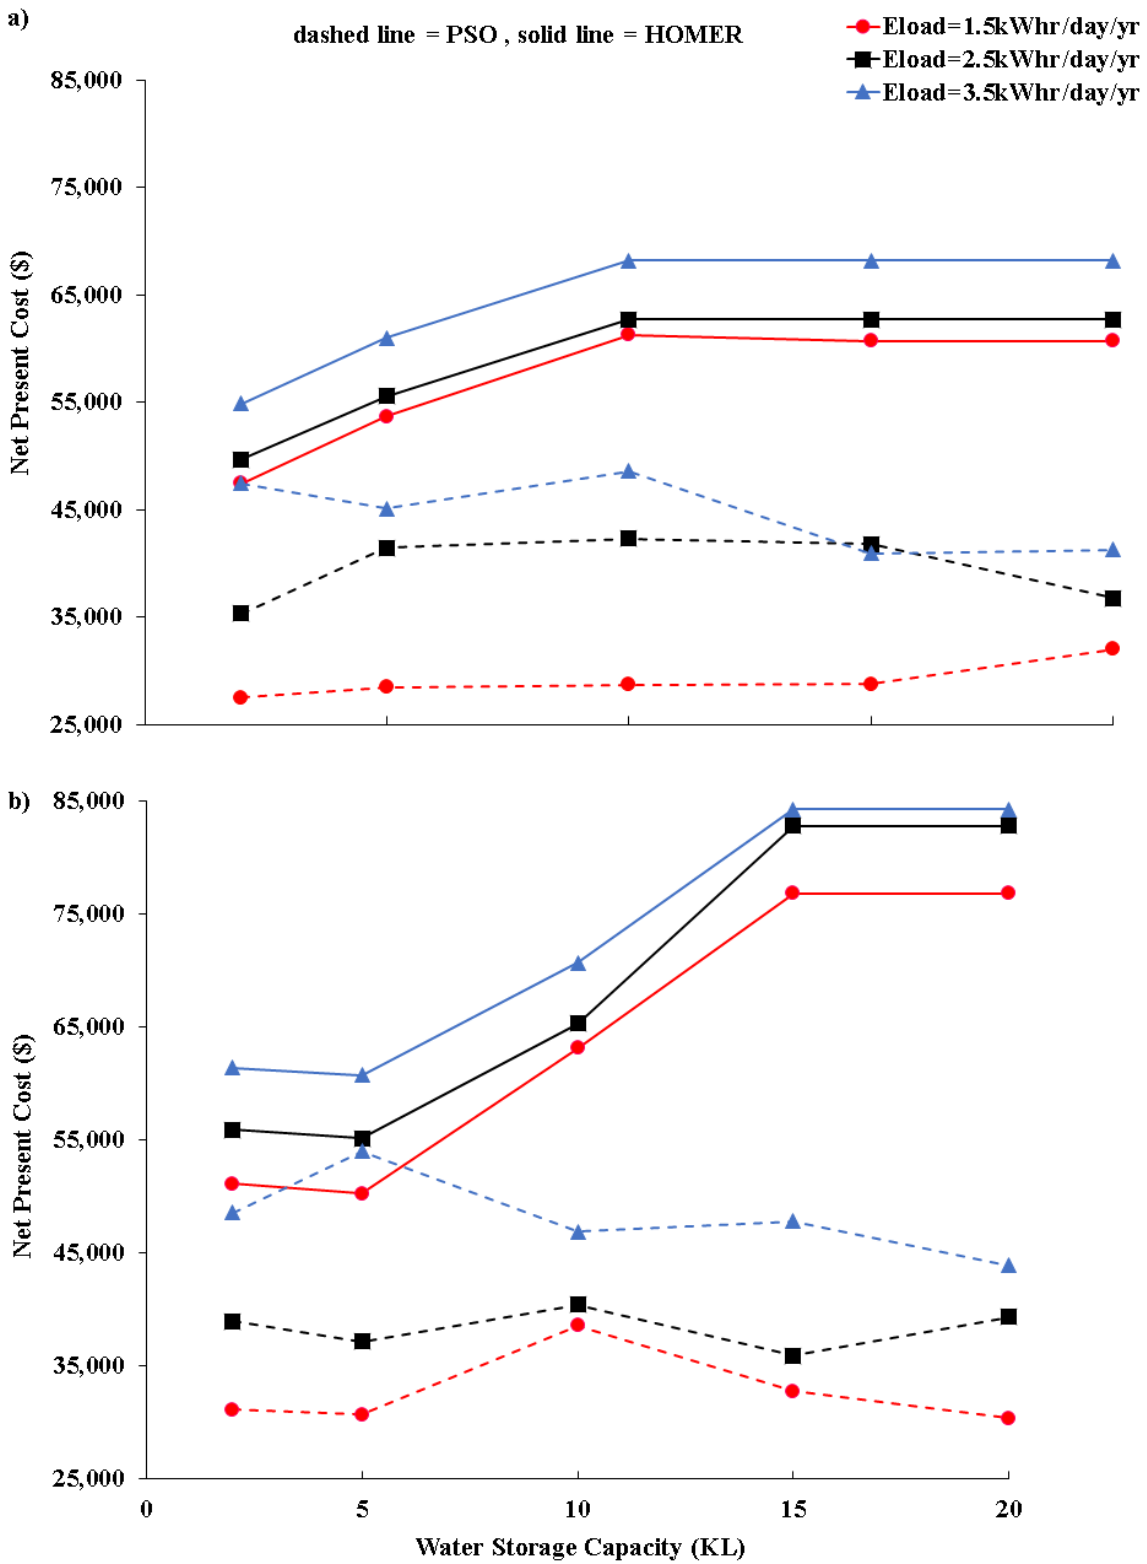 a)
dashed line = PSO , solid line = HOMER
Eload=1.5kWhr/day/yr
Eload=2.5kWhr/day/yr
Eload=3.5kWhr/day/yr
85,000
75,000
65,000
55,000
45,000
35,000
25,000
Net Present Cost ($)
b)
85,000
75,000
65,000
55,000
45,000
35,000
25,000
Net Present Cost ($)
0 5 10 15 20
Water Storage Capacity (KL)